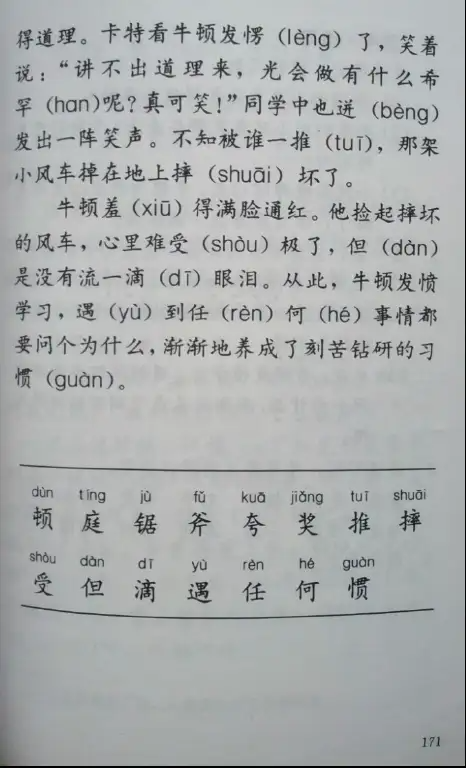 得道理。卡特看牛顿发愣（lèng）了，笑着
说：“讲不出道理来，光会做有什么希
罕（han)呢？真可笑！”同学中也迸（bèng）
发出一阵笑声。不知被谁一推（tuī），那架
小风车掉在地上摔（shuāi）坏了。
牛顿羞（xiū）得满脸通红。他捡起摔坏
的风车，心里难受（shòu）极了，但（dàn）
是没有流一滴（dī）眼泪。从此，牛顿发愤
学习，遇（yù）到任（rèn）何（hé）事情都
要问个为什么，渐渐地养成了刻苦钻研的习
惯（guàn）。
dùn tíng jù fǔ kuā jiǎng tuī shuāi
顿 庭 锯 斧 夸 奖 推 摔
shòu dàn dī yù rèn hé guàn
受 但 滴 遇 任 何 惯
171